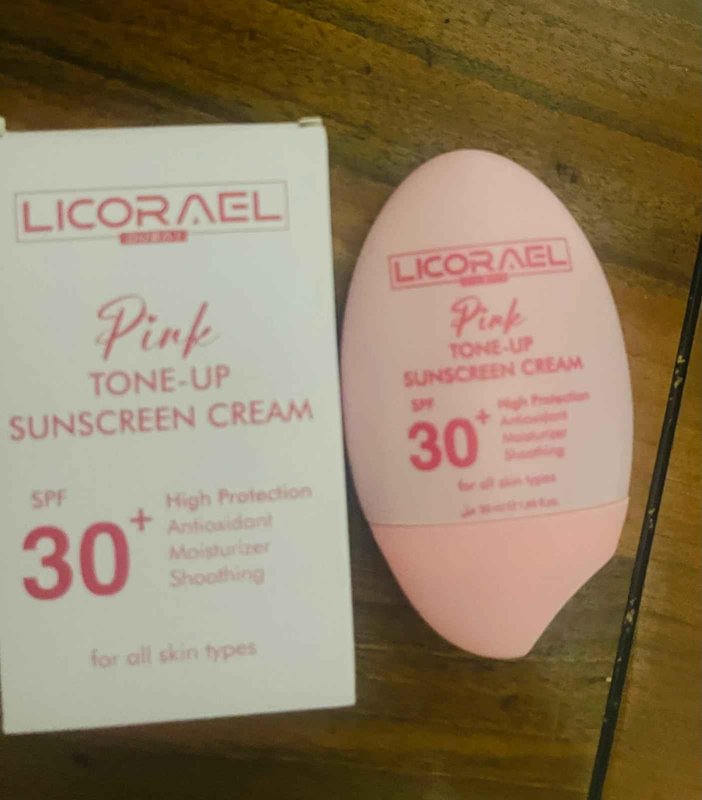 LICORAEL
DUBAI
Pink
TONE-UP
SUNSCREEN CREAM
SPF
30+
High Protection
Antioxidant
Moisturizer
Shoothing
for all skin types
LICORAEL
Pink
TONE-UP
SUNSCREEN CREAM
SPF
30+
High Protection
Antioxidant
Moisturizer
Shoothing
for all skin types